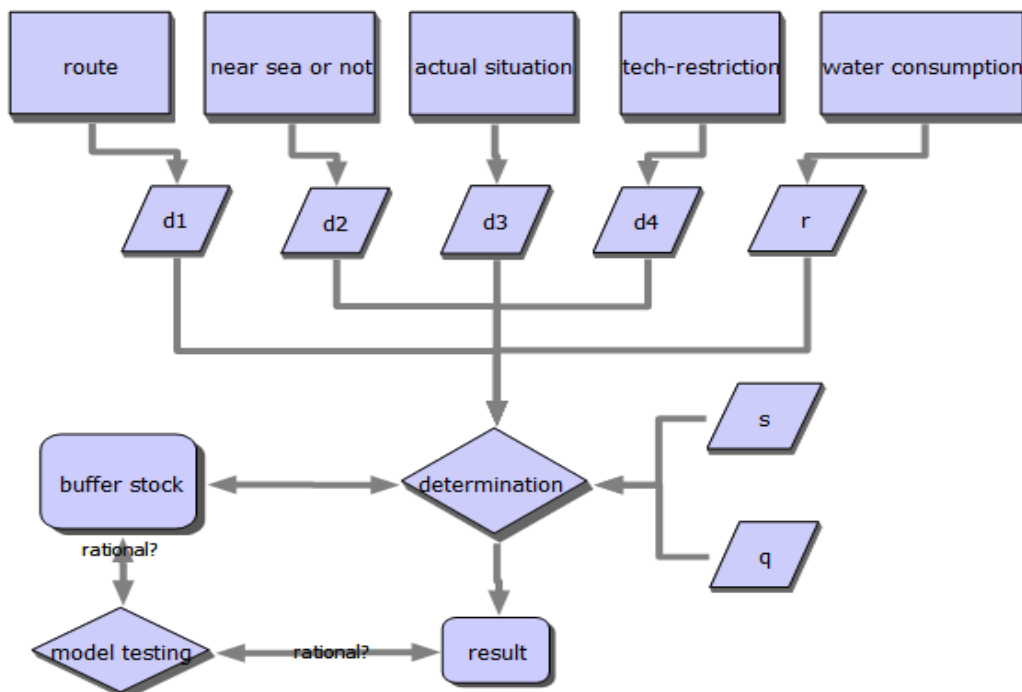 route
near sea or not
actual situation
tech-restriction
water consumption
d1
d2
d3
d4
r
s
buffer stock
determination
q
rational?
model testing
rational?
result